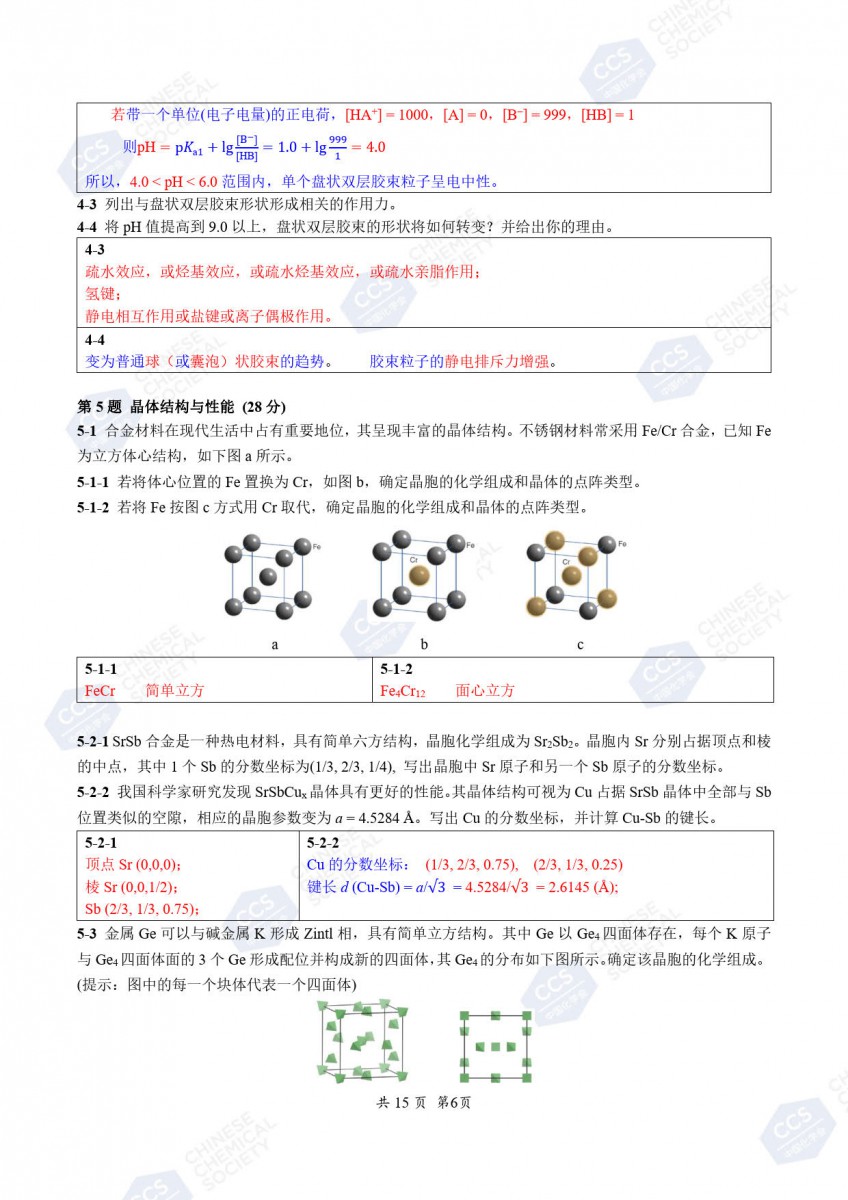 若带一个单位(电子电量)的正电荷，[HA⁺] = 1000，[A] = 0，[B⁻] = 999，[HB] = 1
则pH = pKa1 + lg [B⁻]/[HB] = 1.0 + lg 999/1 = 4.0
所以，4.0 < pH < 6.0 范围内，单个盘状双层胶束粒子呈电中性。
4-3 列出与盘状双层胶束形状形成相关的作用力。
4-4 将 pH 值提高到 9.0 以上，盘状双层胶束的形状将如何转变？并给出你的理由。
4-3
疏水效应，或烃基效应，或疏水烃基效应，或疏水亲脂作用；
氢键；
静电相互作用或盐键或离子偶极作用。
4-4
变为普通球（或囊泡）状胶束的趋势。 胶束粒子的静电排斥力增强。
第 5 题 晶体结构与性能 (28 分)
5-1 合金材料在现代生活中占有重要地位，其呈现丰富的晶体结构。不锈钢材料常采用 Fe/Cr 合金，已知 Fe
为立方体心结构，如下图 a 所示。
5-1-1 若将体心位置的 Fe 置换为 Cr，如图 b，确定晶胞的化学组成和晶体的点阵类型。
5-1-2 若将 Fe 按图 c 方式用 Cr 取代，确定晶胞的化学组成和晶体的点阵类型。
Fe Cr Fe Cr Fe
a b c
5-1-1 5-1-2
FeCr 简单立方 Fe₄Cr₁₂ 面心立方
5-2-1 SrSb 合金是一种热电材料，具有简单六方结构，晶胞化学组成为 Sr₂Sb₂。晶胞内 Sr 分别占据顶点和棱
的中点，其中 1 个 Sb 的分数坐标为(1/3, 2/3, 1/4), 写出晶胞中 Sr 原子和另一个 Sb 原子的分数坐标。
5-2-2 我国科学家研究发现 SrSbCuₓ 晶体具有更好的性能。其晶体结构可视为 Cu 占据 SrSb 晶体中全部与 Sb
位置类似的空隙，相应的晶胞参数变为 a = 4.5284 Å。写出 Cu 的分数坐标，并计算 Cu-Sb 的键长。
5-2-1 5-2-2
顶点 Sr (0,0,0); Cu 的分数坐标： (1/3, 2/3, 0.75), (2/3, 1/3, 0.25)
棱 Sr (0,0,1/2); 键长 d (Cu-Sb) = a/√3 = 4.5284/√3 = 2.6145 (Å);
Sb (2/3, 1/3, 0.75);
5-3 金属 Ge 可以与碱金属 K 形成 Zintl 相，具有简单立方结构。其中 Ge 以 Ge₄ 四面体存在，每个 K 原子
与 Ge₄ 四面体面的 3 个 Ge 形成配位并构成新的四面体，其 Ge₄ 的分布如下图所示。确定该晶胞的化学组成。
(提示：图中的每一个块体代表一个四面体)
共 15 页 第6页
CCS
中国化学会
CHINESE
CHEMICAL
SOCIETY